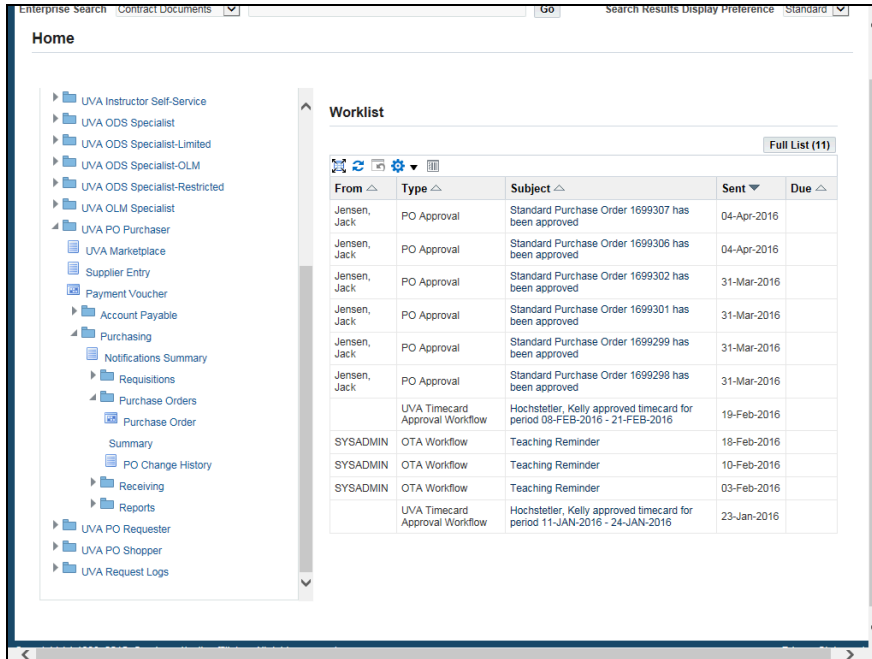 Enterprise Search Contract Documents Go Search Results Display Preference Standard
Home
UVA Instructor Self-Service
UVA ODS Specialist
UVA ODS Specialist-Limited
UVA ODS Specialist-OLM
UVA ODS Specialist-Restricted
UVA OLM Specialist
UVA PO Purchaser
UVA Marketplace
Supplier Entry
Payment Voucher
Account Payable
Purchasing
Notifications Summary
Requisitions
Purchase Orders
Purchase Order
Summary
PO Change History
Receiving
Reports
UVA PO Requester
UVA PO Shopper
UVA Request Logs
Worklist
Full List (11)
From Type Subject Sent Due
Jensen, Jack PO Approval Standard Purchase Order 1699307 has been approved 04-Apr-2016
Jensen, Jack PO Approval Standard Purchase Order 1699306 has been approved 04-Apr-2016
Jensen, Jack PO Approval Standard Purchase Order 1699302 has been approved 31-Mar-2016
Jensen, Jack PO Approval Standard Purchase Order 1699301 has been approved 31-Mar-2016
Jensen, Jack PO Approval Standard Purchase Order 1699299 has been approved 31-Mar-2016
Jensen, Jack PO Approval Standard Purchase Order 1699298 has been approved 31-Mar-2016
UVA Timecard Approval Workflow Hochstetler, Kelly approved timecard for period 08-FEB-2016 - 21-FEB-2016 19-Feb-2016
SYSADMIN OTA Workflow Teaching Reminder 18-Feb-2016
SYSADMIN OTA Workflow Teaching Reminder 10-Feb-2016
SYSADMIN OTA Workflow Teaching Reminder 03-Feb-2016
UVA Timecard Approval Workflow Hochstetler, Kelly approved timecard for period 11-JAN-2016 - 24-JAN-2016 23-Jan-2016